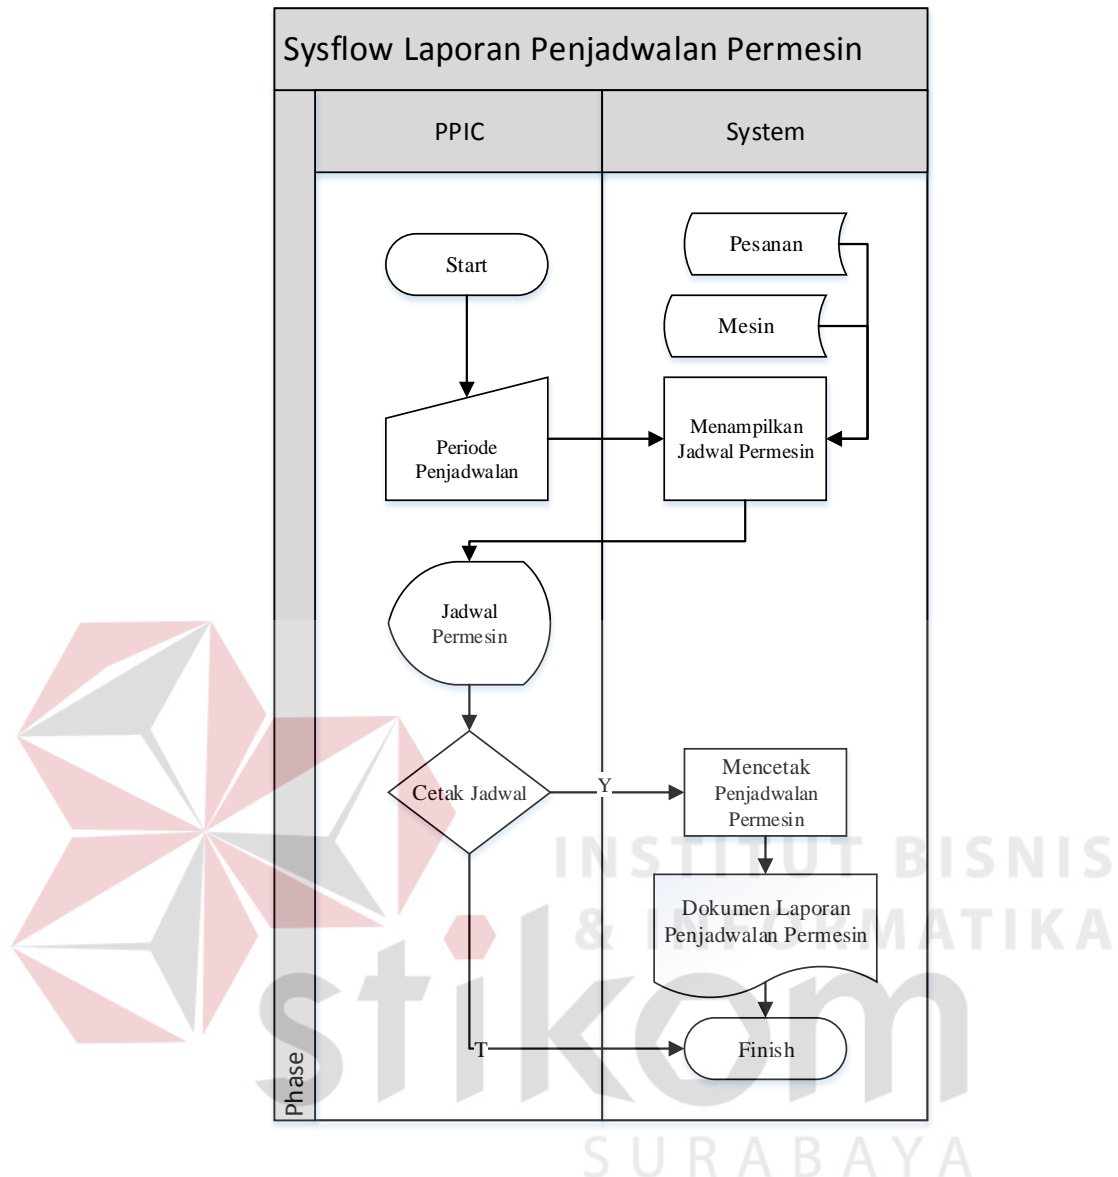 Sysflow Laporan Penjadwalan Permesin
PPIC
System
Phase
Start
Pesanan
Mesin
Periode
Penjadwalan
Menampilkan
Jadwal Permesin
Jadwal
Permesin
Cetak Jadwal
Y
Mencetak
Penjadwalan
Permesin
Dokumen Laporan
Penjadwalan Permesin
T
Finish
INSTITUT BISNIS
& INFORMATIKA
stikom
SURABAYA